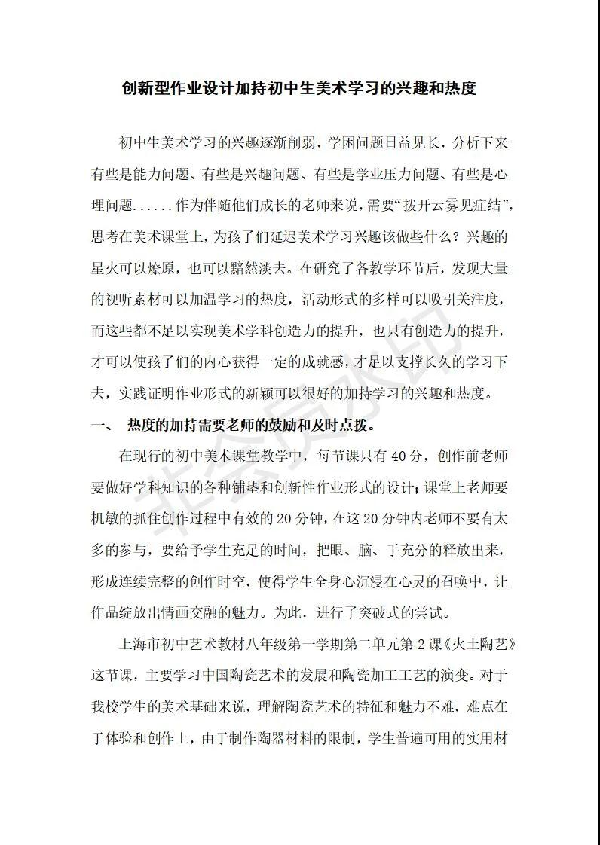 创新型作业设计加持初中生美术学习的兴趣和热度
初中生美术学习的兴趣逐渐削弱，学困问题日益见长，分析下来
有些是能力问题、有些是兴趣问题、有些是学业压力问题、有些是心
理问题......作为伴随他们成长的老师来说，需要“拨开云雾见症结”，
思考在美术课堂上，为孩子们延迟美术学习兴趣该做些什么？兴趣的
星火可以燎原，也可以黯然淡去。在研究了各教学环节后，发现大量
的视听素材可以加温学习的热度，活动形式的多样可以吸引关注度，
而这些都不足以实现美术学科创造力的提升，也只有创造力的提升，
才可以使孩子们的内心获得一定的成就感，才足以支撑长久的学习下
去，实践证明作业形式的新颖可以很好的加持学习的兴趣和热度。
一、 热度的加持需要老师的鼓励和及时点拨。
在现行的初中美术课堂教学中，每节课只有 40 分，创作前老师
要做好学科知识的各种铺垫和创新性作业形式的设计；课堂上老师要
机敏的抓住创作过程中有效的 20 分钟，在这 20 分钟内老师不要有太
多的参与，要给予学生充足的时间，把眼、脑、手充分的释放出来，
形成连续完整的创作时空，使得学生全身心沉浸在心灵的召唤中，让
作品绽放出情画交融的魅力。为此，进行了突破式的尝试。
上海市初中艺术教材八年级第一学期第二单元第 2 课《火土陶艺》
这节课，主要学习中国陶瓷艺术的发展和陶瓷加工工艺的演变。对于
我校学生的美术基础来说，理解陶瓷艺术的特征和魅力不难，难点在
于体验和创作上，由于制作陶器材料的限制，学生普遍可用的实用材
非会员水印